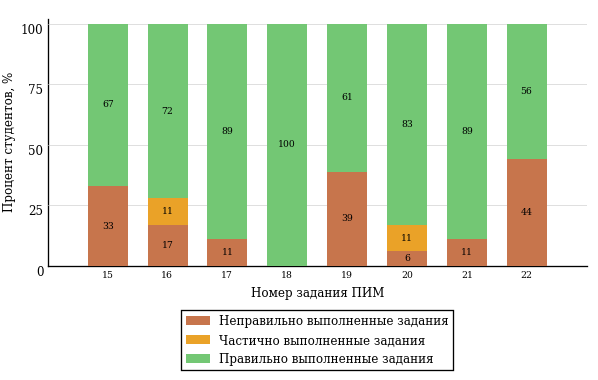 Процент студентов, %
100
75
50
25
0
67 72 89 100 61 83 89 56
11 11
33 17 11 39 6 11 44
15 16 17 18 19 20 21 22
Номер задания ПИМ
Неправильно выполненные задания
Частично выполненные задания
Правильно выполненные задания